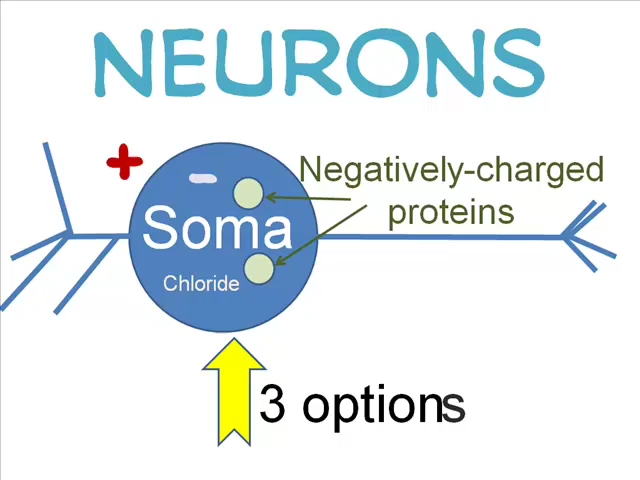 NEURONS
+
-
Negatively-charged
proteins
Soma
Chloride
3 options